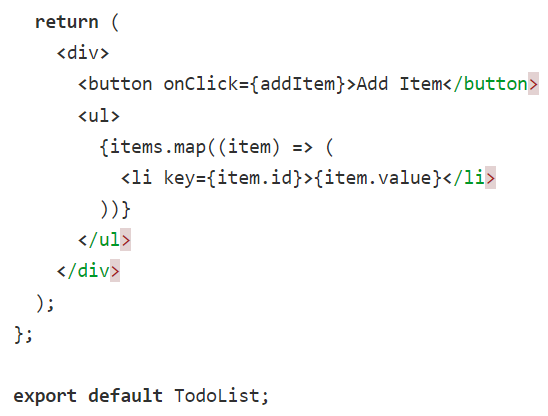 return (
<div>
<button onClick={addItem}>Add Item</button>
<ul>
{items.map((item) => (
<li key={item.id}>{item.value}</li>
))}
</ul>
</div>
);
};
export default TodoList;